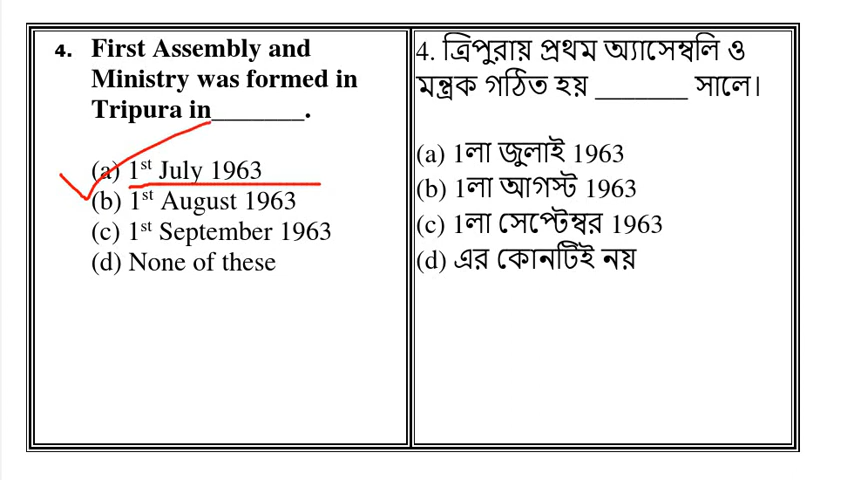 4. First Assembly and
Ministry was formed in
Tripura in_______.
(a) 1st July 1963
(b) 1st August 1963
(c) 1st September 1963
(d) None of these
4. ত্রিপুরায় প্রথম অ্যাসেম্বলি ও
মন্ত্রক গঠিত হয় _______ সালে।
(a) 1লা জুলাই 1963
(b) 1লা আগস্ট 1963
(c) 1লা সেপ্টেম্বর 1963
(d) এর কোনটিই নয়